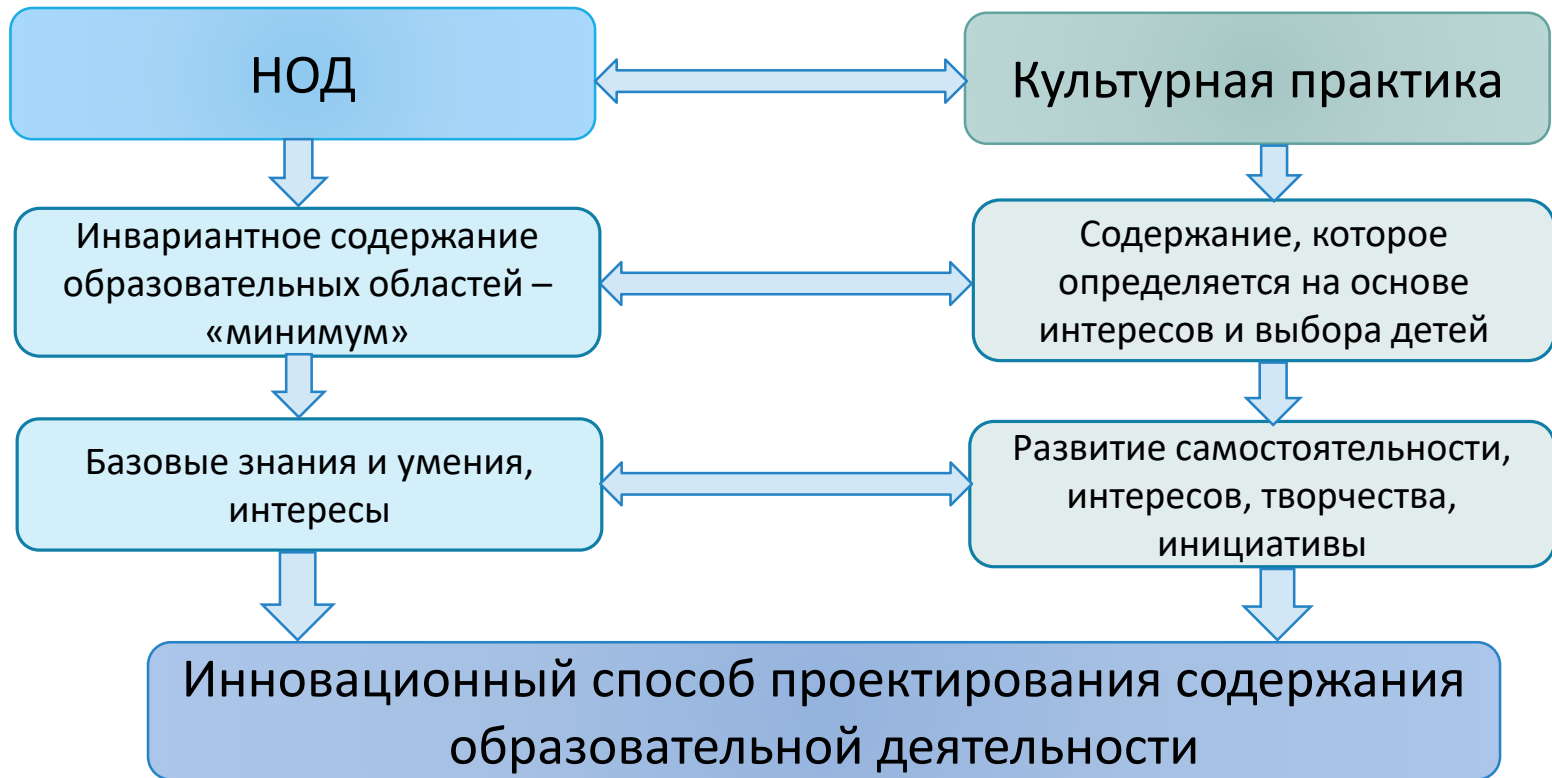 НОД
Культурная практика
Инвариантное содержание
образовательных областей –
«минимум»
Содержание, которое
определяется на основе
интересов и выбора детей
Базовые знания и умения,
интересы
Развитие самостоятельности,
интересов, творчества,
инициативы
Инновационный способ проектирования содержания
образовательной деятельности